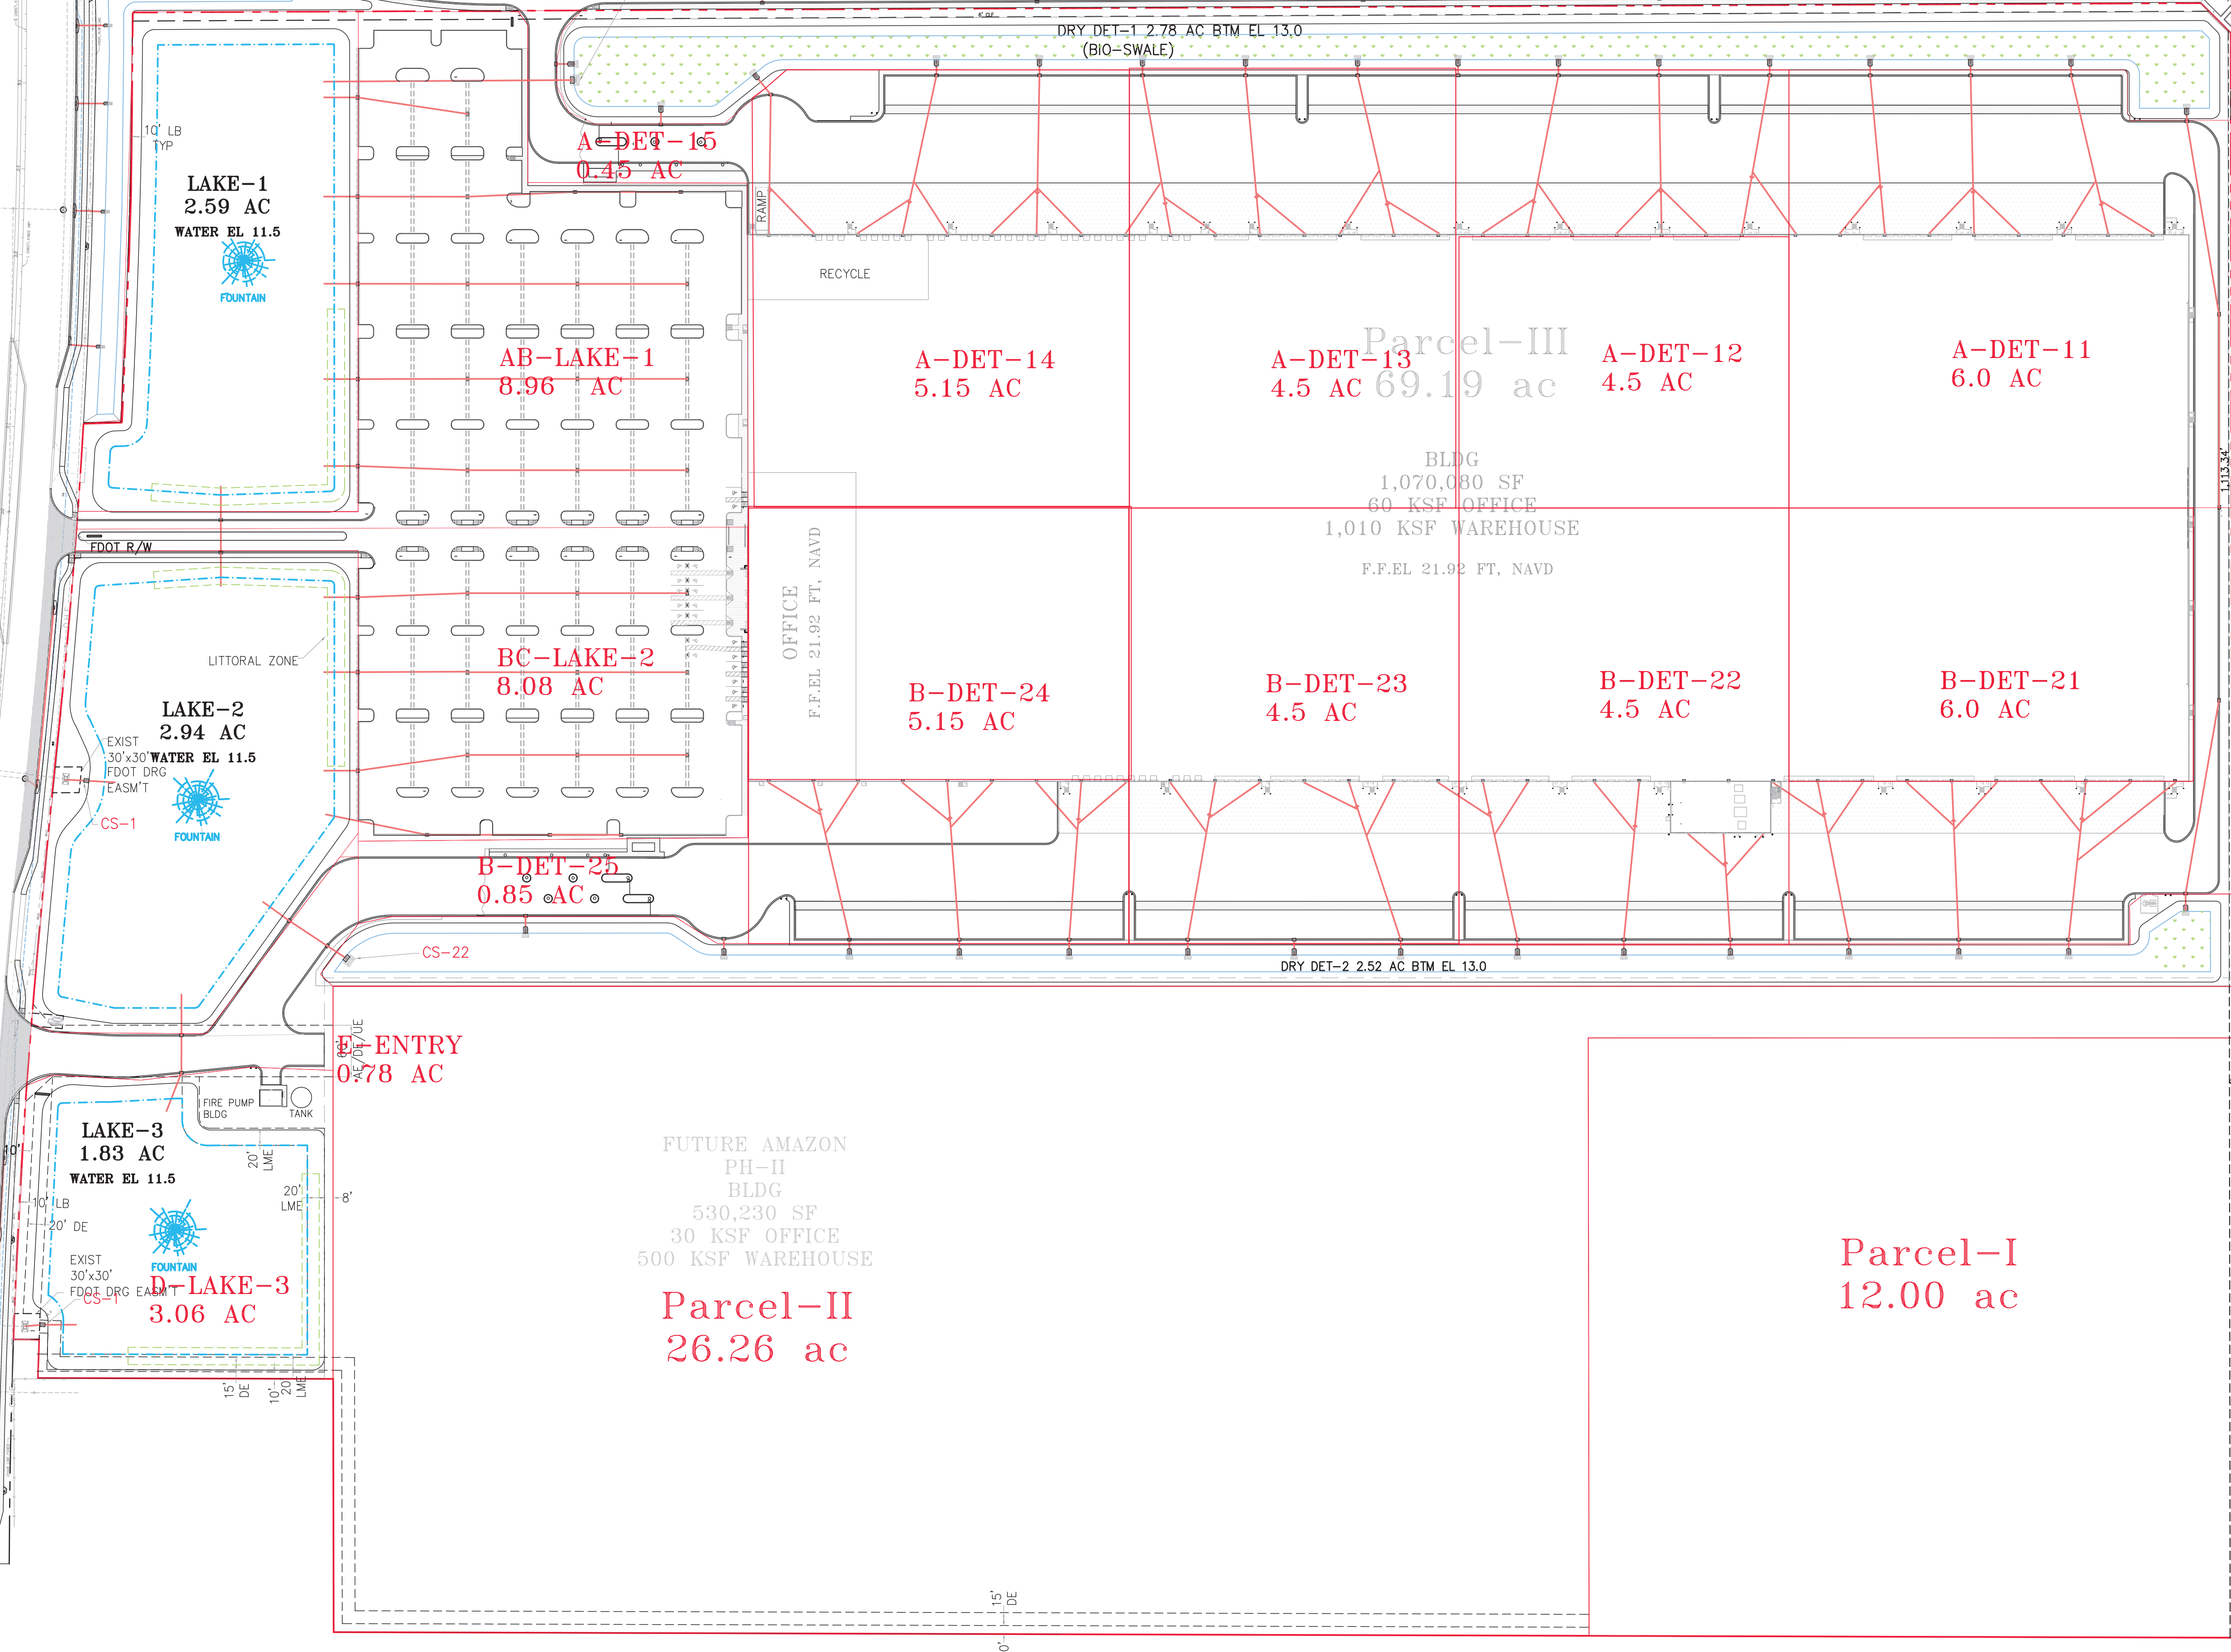 DRY DET-1 2.78 AC BTM EL 13.0
(BIO-SWALE)
10' LB
TYP
LAKE-1
2.59 AC
WATER EL 11.5
FOUNTAIN
A-DET-15
0.45 AC
RAMP
RECYCLE
AB-LAKE-1
8.96 AC
A-DET-14
5.15 AC
A-DET-13
4.5 AC
Parcel-III
69.19 ac
A-DET-12
4.5 AC
A-DET-11
6.0 AC
BLDG
1,070,080 SF
60 KSF OFFICE
1,010 KSF WAREHOUSE
F.F.EL 21.92 FT, NAVD
1,113.34'
FDOT R/W
OFFICE
F.F.EL 21.92 FT, NAVD
LITTORAL ZONE
BC-LAKE-2
8.08 AC
B-DET-24
5.15 AC
B-DET-23
4.5 AC
B-DET-22
4.5 AC
B-DET-21
6.0 AC
LAKE-2
2.94 AC
WATER EL 11.5
EXIST
30'x30'
FDOT DRG
EASM'T
CS-1
FOUNTAIN
B-DET-25
0.85 AC
CS-22
DRY DET-2 2.52 AC BTM EL 13.0
E-ENTRY
0.78 AC
60'
AE/DE/UE
FIRE PUMP
BLDG
TANK
LAKE-3
1.83 AC
WATER EL 11.5
10'
20'
LME
20'
LME
8'
10' LB
20' DE
FOUNTAIN
EXIST
30'x30'
FDOT DRG EASM'T
CS-1
D-LAKE-3
3.06 AC
15'
DE
10'
20'
LME
FUTURE AMAZON
PH-II
BLDG
530,230 SF
30 KSF OFFICE
500 KSF WAREHOUSE
Parcel-II
26.26 ac
Parcel-I
12.00 ac
15'
DE